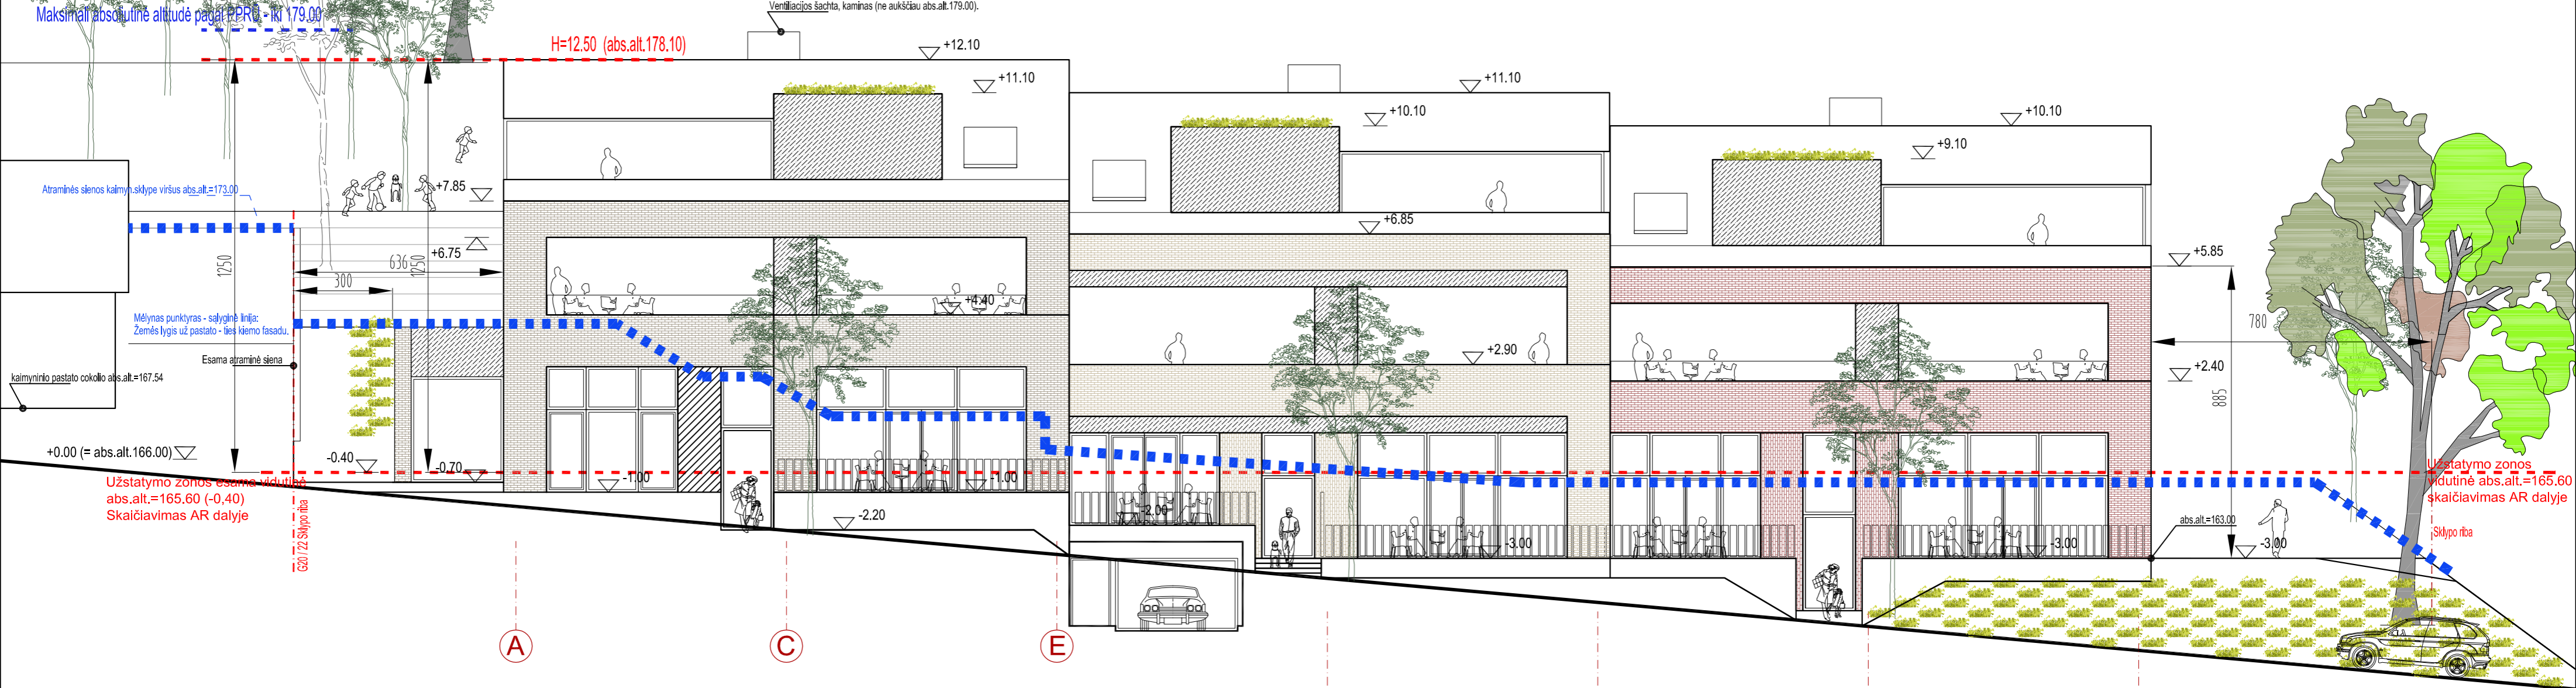 Maksimali absoliutinė altitudė pagal PPRC - iki 179.00
Ventiliacijos šachta, kaminas (ne aukščiau abs.alt.179.00).
H=12.50 (abs.alt.178.10)
+12.10
+11.10
+11.10
+10.10
+10.10
+9.10
Atraminės sienos kaimyn.sklype viršus abs.alt.=173.00
+7.85
+6.85
+6.75
+5.85
1250
636
1250
300
+4.40
780
Mėlynas punktyras - sąlyginė linija:
Žemės lygis už pastato - ties kiemo fasadu.
Esama atraminė siena
+2.90
+2.40
kaimyninio pastato cokolio abs.alt.=167.54
885
+0.00 (= abs.alt.166.00)
-0.40
-0.70
-1.00
-1.00
Užstatymo zonos esama vidutinė
abs.alt.=165.60 (-0,40)
Skaičiavimas AR dalyje
G20 / 22 Sklypo riba
-2.00
-2.20
-3.00
-3.00
-3.00
abs.alt.=163.00
Užstatymo zonos
vidutinė abs.alt.=165.60
skaičiavimas AR dalyje
Sklypo riba
A
C
E